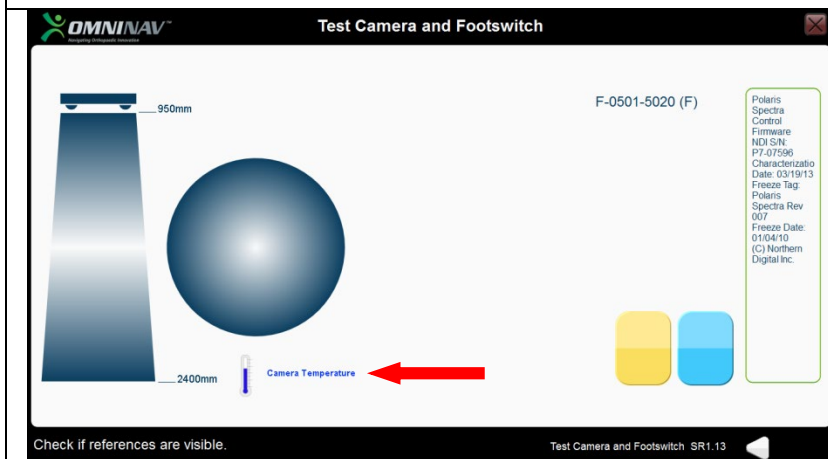 OMNINAV™
Navigating Orthopaedic Innovation
Test Camera and Footswitch
950mm
2400mm
Camera Temperature
F-0501-5020 (F)
Polaris
Spectra
Control
Firmware
NDI S/N:
P7-07596
Characterizatio
Date: 03/19/13
Freeze Tag:
Polaris
Spectra Rev
007
Freeze Date:
01/04/10
(C) Northern
Digital Inc.
Check if references are visible.
Test Camera and Footswitch SR1.13